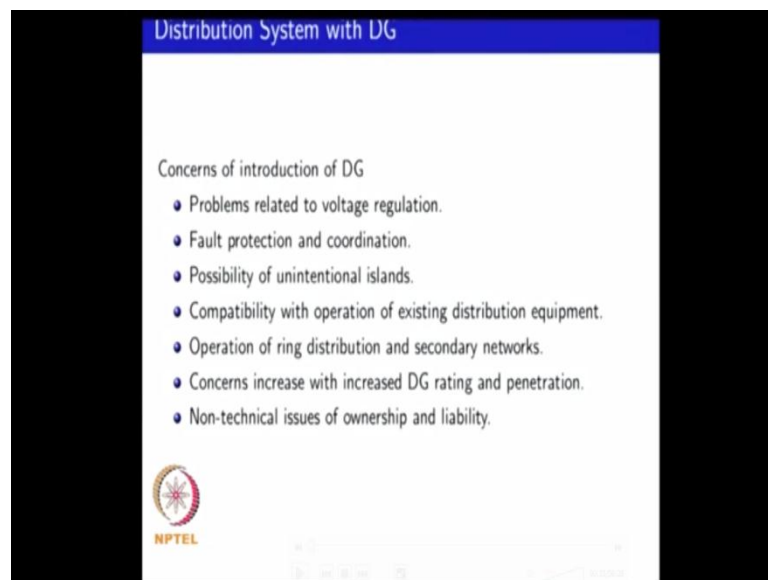 Distribution System with DG
Concerns of introduction of DG
Problems related to voltage regulation.
Fault protection and coordination.
Possibility of unintentional islands.
Compatibility with operation of existing distribution equipment.
Operation of ring distribution and secondary networks.
Concerns increase with increased DG rating and penetration.
Non-technical issues of ownership and liability.
NPTEL